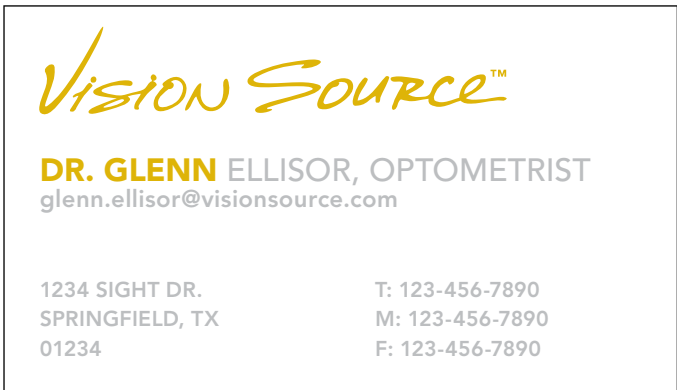 Vision Source™
DR. GLENN ELLISOR, OPTOMETRIST
glenn.ellisor@visionsource.com
1234 SIGHT DR.
SPRINGFIELD, TX
01234
T: 123-456-7890
M: 123-456-7890
F: 123-456-7890